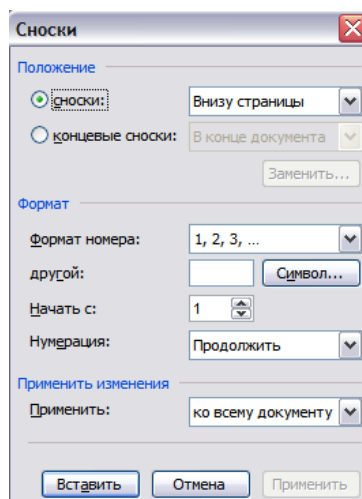 Сноски
Положение
сноски: Внизу страницы
концевые сноски: В конце документа
Заменить...
Формат
Формат номера: 1, 2, 3, ...
другой: Символ...
Начать с: 1
Нумерация: Продолжить
Применить изменения
Применить: ко всему документу
Вставить Отмена Применить